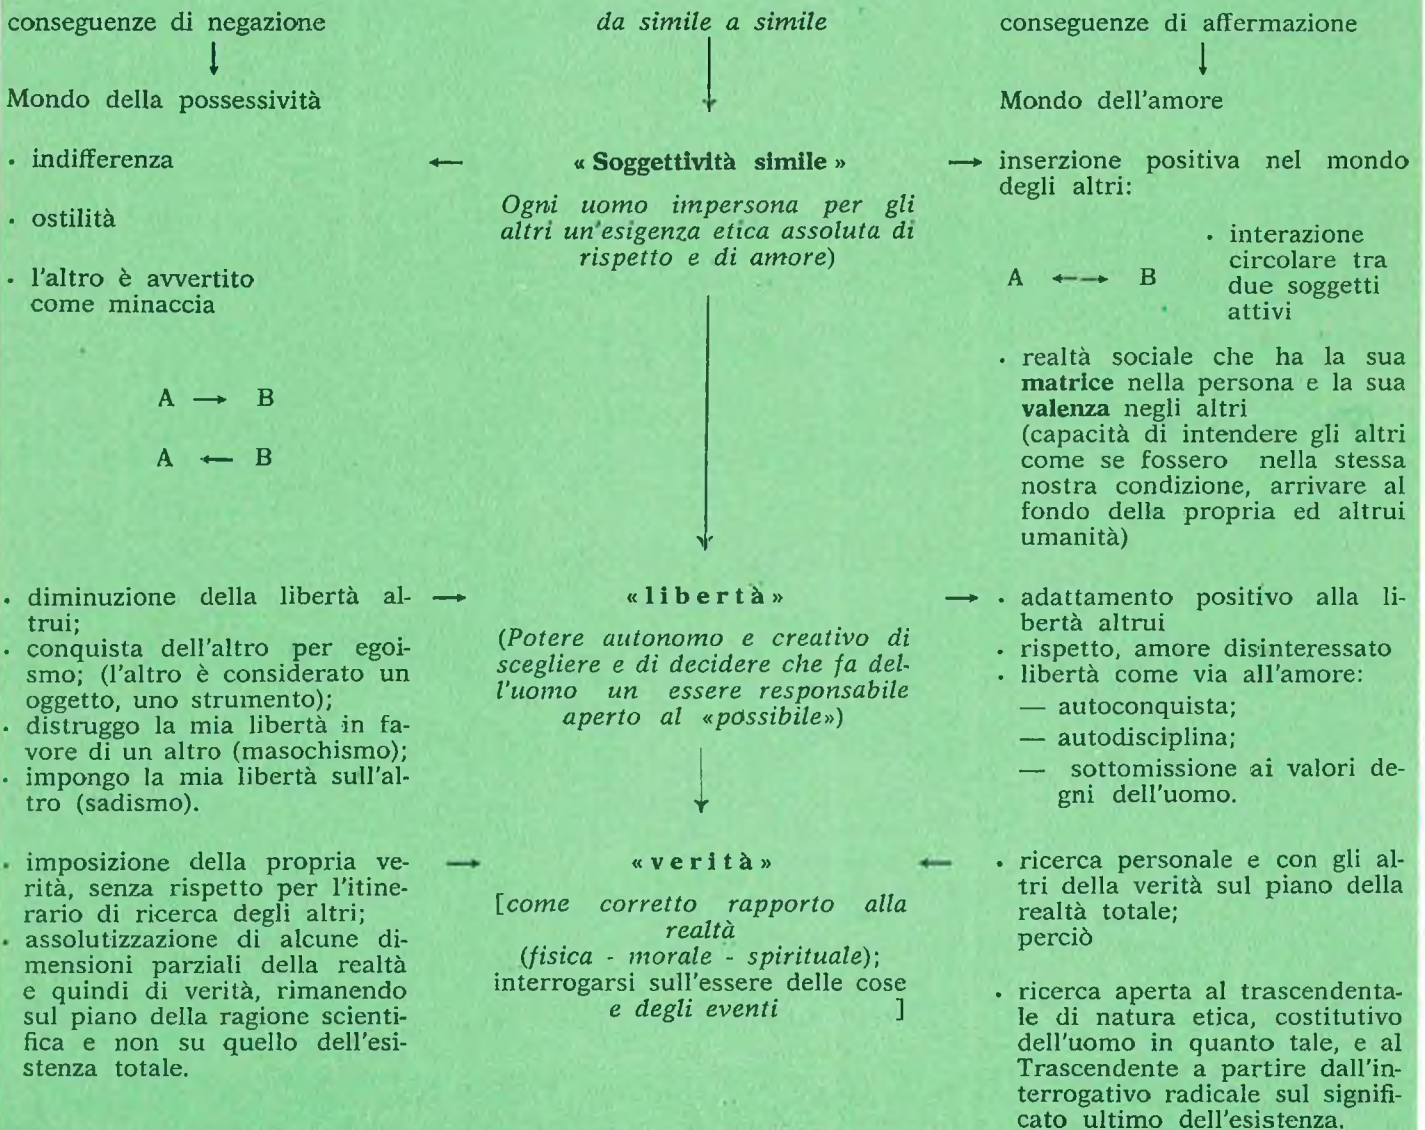 conseguenze di negazione
Mondo della possessività
• indifferenza
• ostilità
• l'altro è avvertito
come minaccia
A → B
A ← B
• diminuzione della libertà al-
trui;
• conquista dell'altro per egoi-
smo; (l'altro è considerato un
oggetto, uno strumento);
• distruggo la mia libertà in fa-
vore di un altro (masochismo);
• impongo la mia libertà sull'al-
tro (sadismo).
• imposizione della propria ve-
rità, senza rispetto per l'itine-
rario di ricerca degli altri;
• assolutizzazione di alcune di-
mensioni parziali della realtà
e quindi di verità, rimanendo
sul piano della ragione scienti-
fica e non su quello dell'esi-
stenza totale.
da simile a simile
« Soggettività simile »
Ogni uomo impersona per gli
altri un'esigenza etica assoluta di
rispetto e di amore)
« libertà »
(Potere autonomo e creativo di
scegliere e di decidere che fa del-
l'uomo un essere responsabile
aperto al «possibile»)
« verità »
[come corretto rapporto alla
realtà
(fisica - morale - spirituale);
interrogarsi sull'essere delle cose
e degli eventi ]
conseguenze di affermazione
Mondo dell'amore
inserzione positiva nel mondo
degli altri:
A ←→ B
• interazione
circolare tra
due soggetti
attivi
• realtà sociale che ha la sua
matrice nella persona e la sua
valenza negli altri
(capacità di intendere gli altri
come se fossero nella stessa
nostra condizione, arrivare al
fondo della propria ed altrui
umanità)
• adattamento positivo alla li-
bertà altrui
• rispetto, amore disinteressato
• libertà come via all'amore:
— autoconquista;
— autodisciplina;
— sottomissione ai valori de-
gni dell'uomo.
• ricerca personale e con gli al-
tri della verità sul piano della
realtà totale;
perciò
• ricerca aperta al trascendenta-
le di natura etica, costitutivo
dell'uomo in quanto tale, e al
Trascendente a partire dall'in-
terrogativo radicale sul signifi-
cato ultimo dell'esistenza.